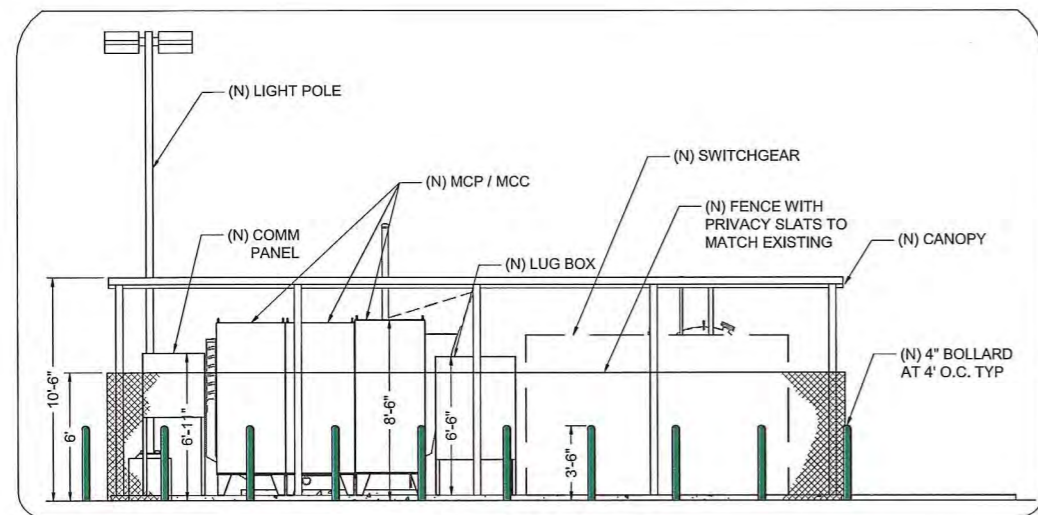 (N) LIGHT POLE
(N) SWITCHGEAR
(N) MCP / MCC
(N) FENCE WITH
PRIVACY SLATS TO
MATCH EXISTING
(N) COMM
PANEL
(N) CANOPY
(N) LUG BOX
(N) 4" BOLLARD
AT 4' O.C. TYP
10'-6"
6'
6'-11"
8'-6"
6'-6"
3'-6"